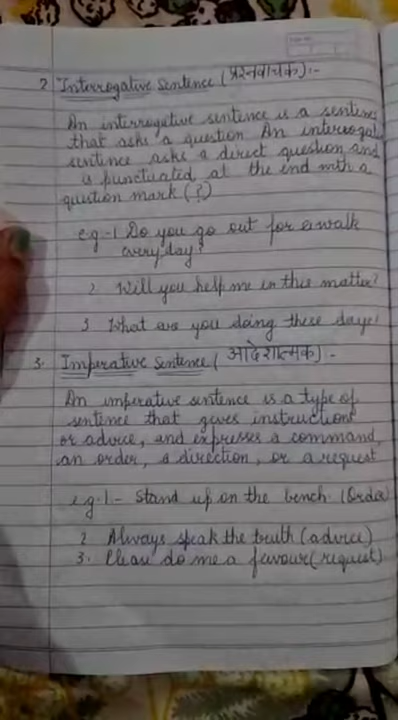 2 Interrogative Sentence (प्रश्नवाचक):-
An interrogative sentence is a sentence
that asks a question. An interrogat
sentence asks a direct question and
is punctuated at the end with a
question mark (?)
e.g -1 Do you go out for a walk
everyday?
2 Will you help me in this matter?
3 What are you doing these days?
3. Imperative Sentence ( आदेशात्मक) -
An imperative sentence is a type of
sentence that gives instructions
or advice, and expresses a command,
an order, a direction, or a request
e.g 1.- Stand up on the bench. (Order)
2 Always speak the truth (advice)
3. Please do me a favour (request)